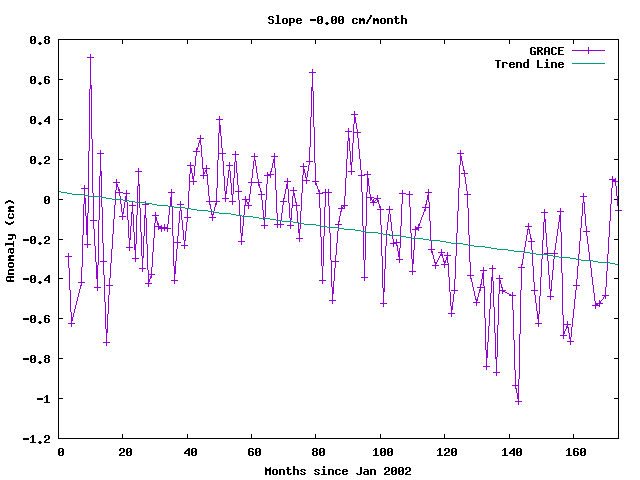 Slope -0.00 cm/month
GRACE
Trend Line
0.8
0.6
0.4
0.2
0
-0.2
-0.4
-0.6
-0.8
-1
-1.2
Anomaly (cm)
0 20 40 60 80 100 120 140 160
Months since Jan 2002